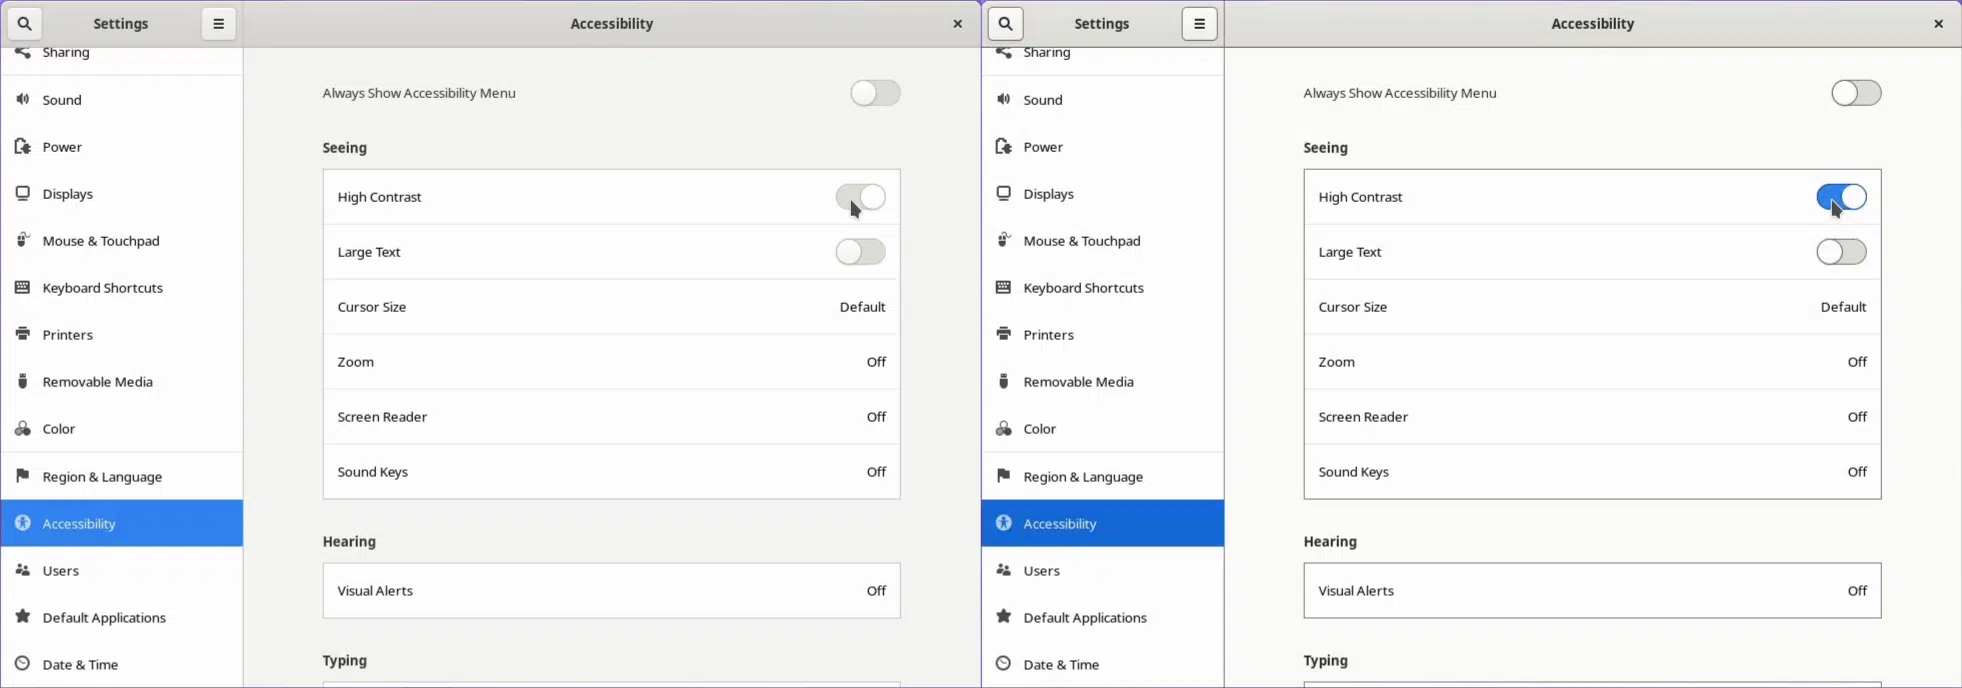 Settings
Accessibility
Sharing
Sound
Power
Displays
Mouse & Touchpad
Keyboard Shortcuts
Printers
Removable Media
Color
Region & Language
Accessibility
Users
Default Applications
Date & Time
Always Show Accessibility Menu
Seeing
High Contrast
Large Text
Cursor Size Default
Zoom Off
Screen Reader Off
Sound Keys Off
Hearing
Visual Alerts Off
Typing
Settings
Accessibility
Sharing
Sound
Power
Displays
Mouse & Touchpad
Keyboard Shortcuts
Printers
Removable Media
Color
Region & Language
Accessibility
Users
Default Applications
Date & Time
Always Show Accessibility Menu
Seeing
High Contrast
Large Text
Cursor Size Default
Zoom Off
Screen Reader Off
Sound Keys Off
Hearing
Visual Alerts Off
Typing